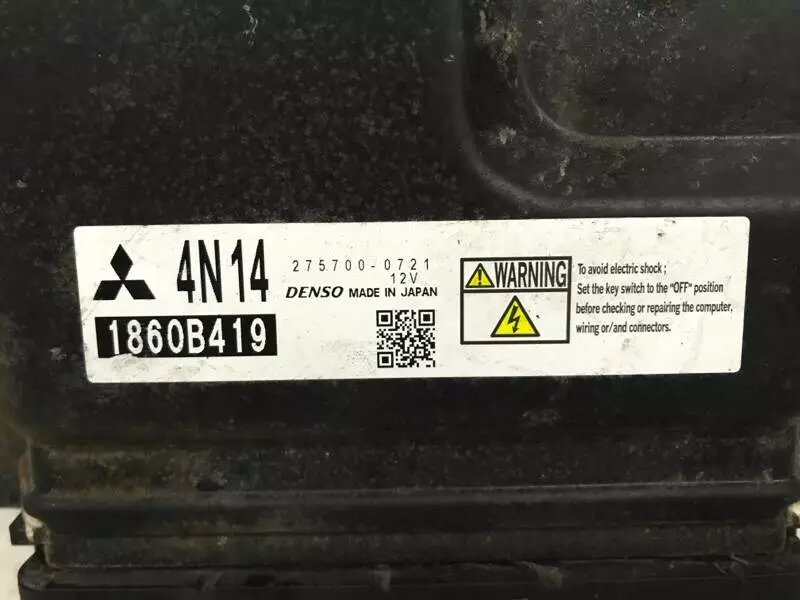 4N14
1860B419
275700-0721
12V
DENSO MADE IN JAPAN
WARNING
To avoid electric shock ;
Set the key switch to the "OFF" position
before checking or repairing the computer,
wiring or/and connectors.